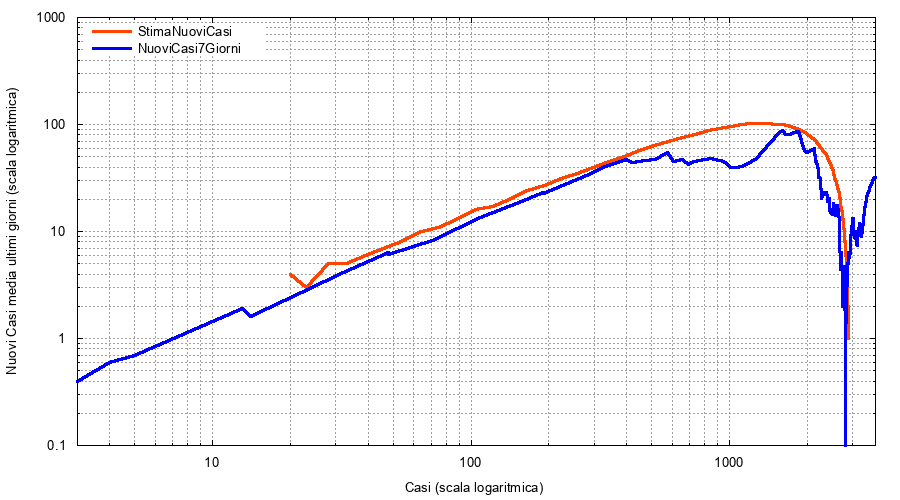 1000
100
10
1
0.1
Nuovi Casi media ultimi giorni (scala logaritmica)
StimaNuoviCasi
NuoviCasi7Giorni
10 100 1000
Casi (scala logaritmica)